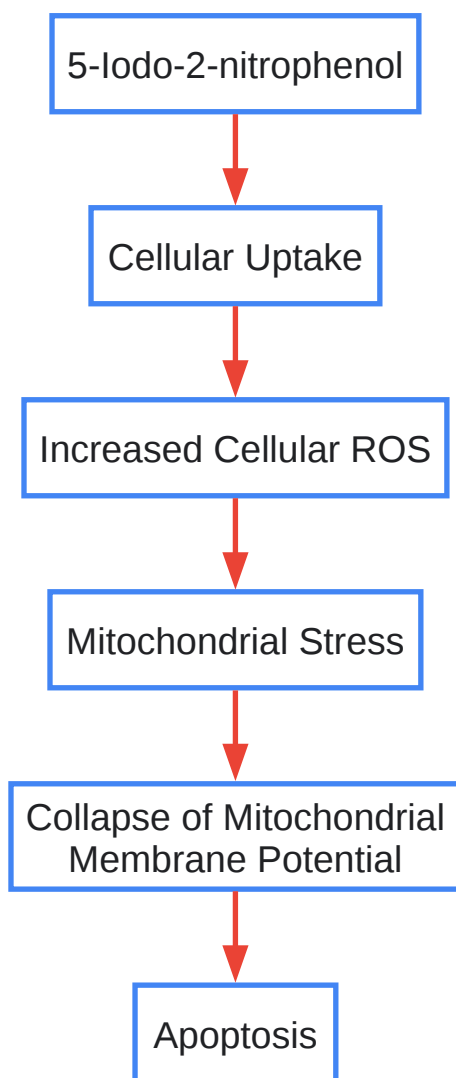 5-Iodo-2-nitrophenol
Cellular Uptake
Increased Cellular ROS
Mitochondrial Stress
Collapse of Mitochondrial
Membrane Potential
Apoptosis